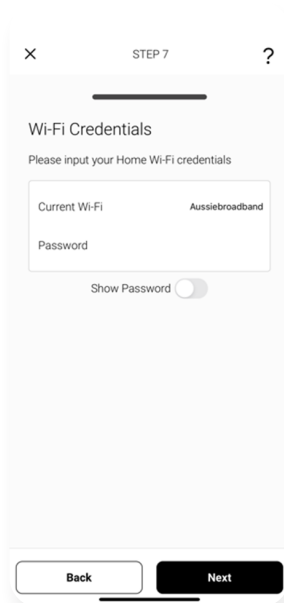 STEP 7
?
Wi-Fi Credentials
Please input your Home Wi-Fi credentials
Current Wi-Fi Aussiebroadband
Password
Show Password
Back Next